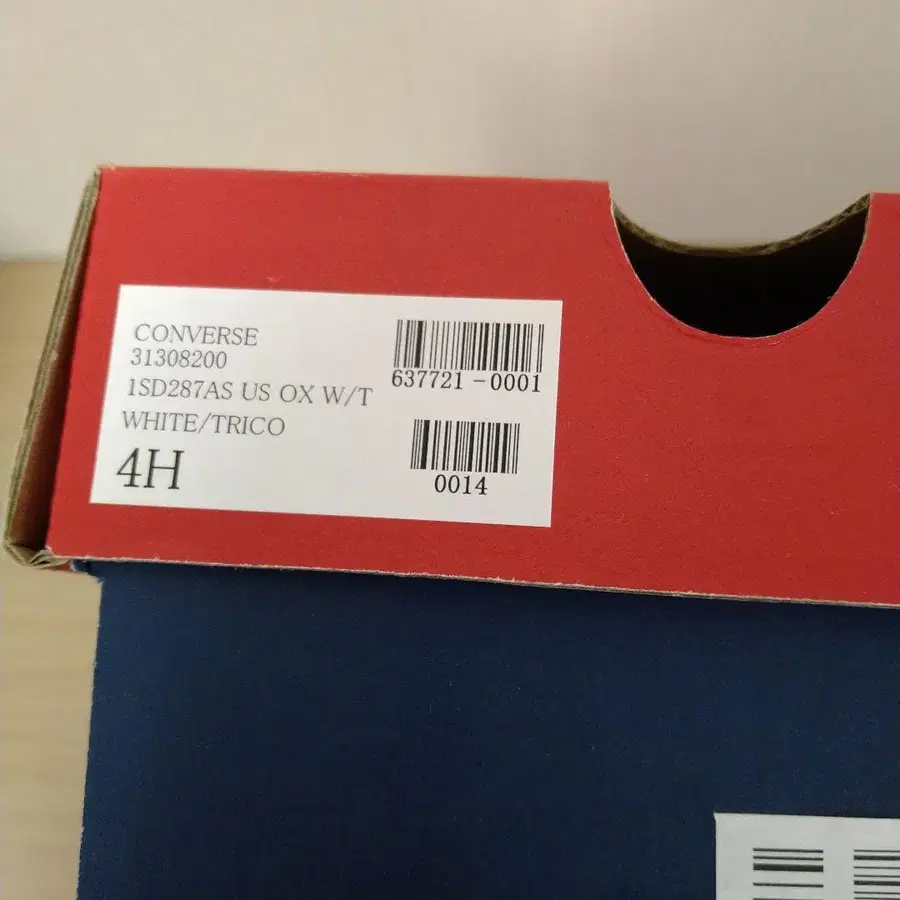 CONVERSE
31308200
1SD287AS US OX W/T
WHITE/TRICO
4H
637721-0001
0014